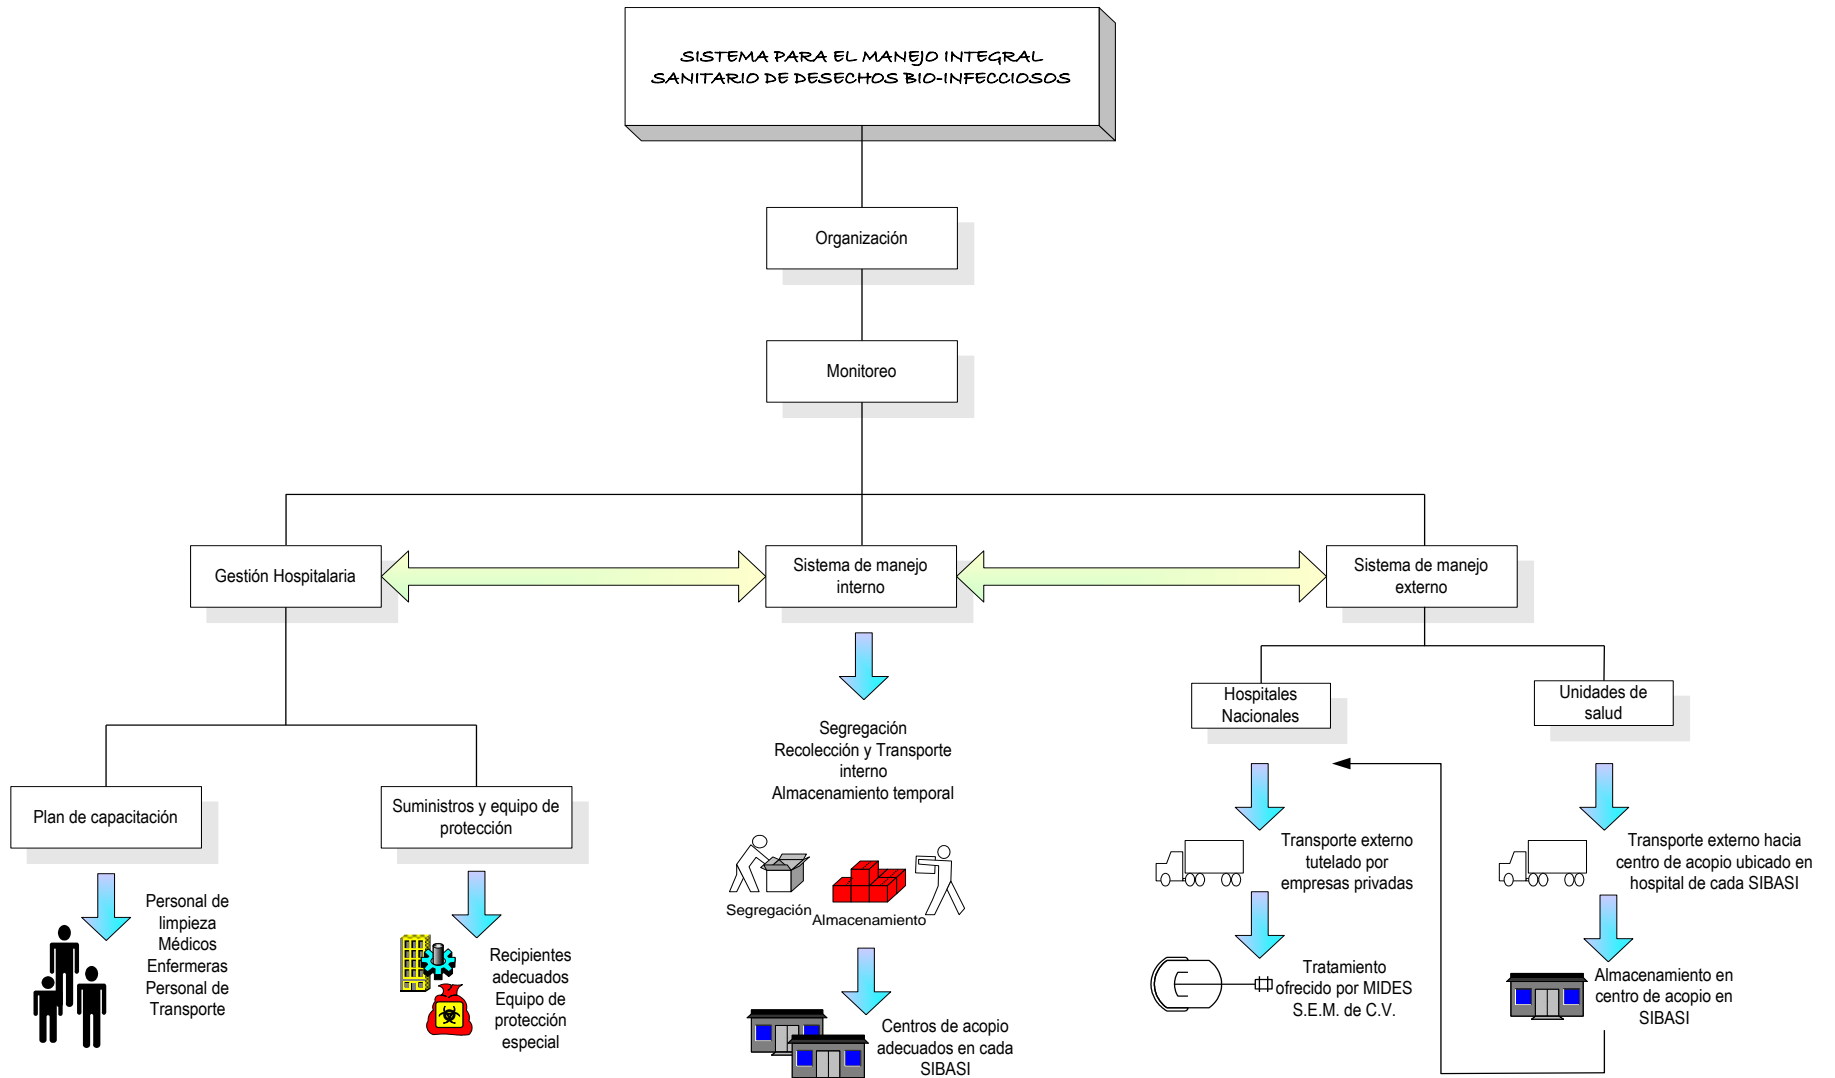 SISTEMA PARA EL MANEJO INTEGRAL
SANITARIO DE DESECHOS BIO-INFECCIOSOS
Organización
Monitoreo
Gestión Hospitalaria
Sistema de manejo
interno
Sistema de manejo
externo
Plan de capacitación
Suministros y equipo de
protección
Personal de
limpieza
Médicos
Enfermeras
Personal de
Transporte
Recipientes
adecuados
Equipo de
protección
especial
Segregación
Recolección y Transporte
interno
Almacenamiento temporal
Segregación
Almacenamiento
Centros de acopio
adecuados en cada
SIBASI
Hospitales
Nacionales
Unidades de
salud
Transporte externo
tutelado por
empresas privadas
Tratamiento
ofrecido por MIDES
S.E.M. de C.V.
Transporte externo hacia
centro de acopio ubicado en
hospital de cada SIBASI
Almacenamiento en
centro de acopio en
SIBASI